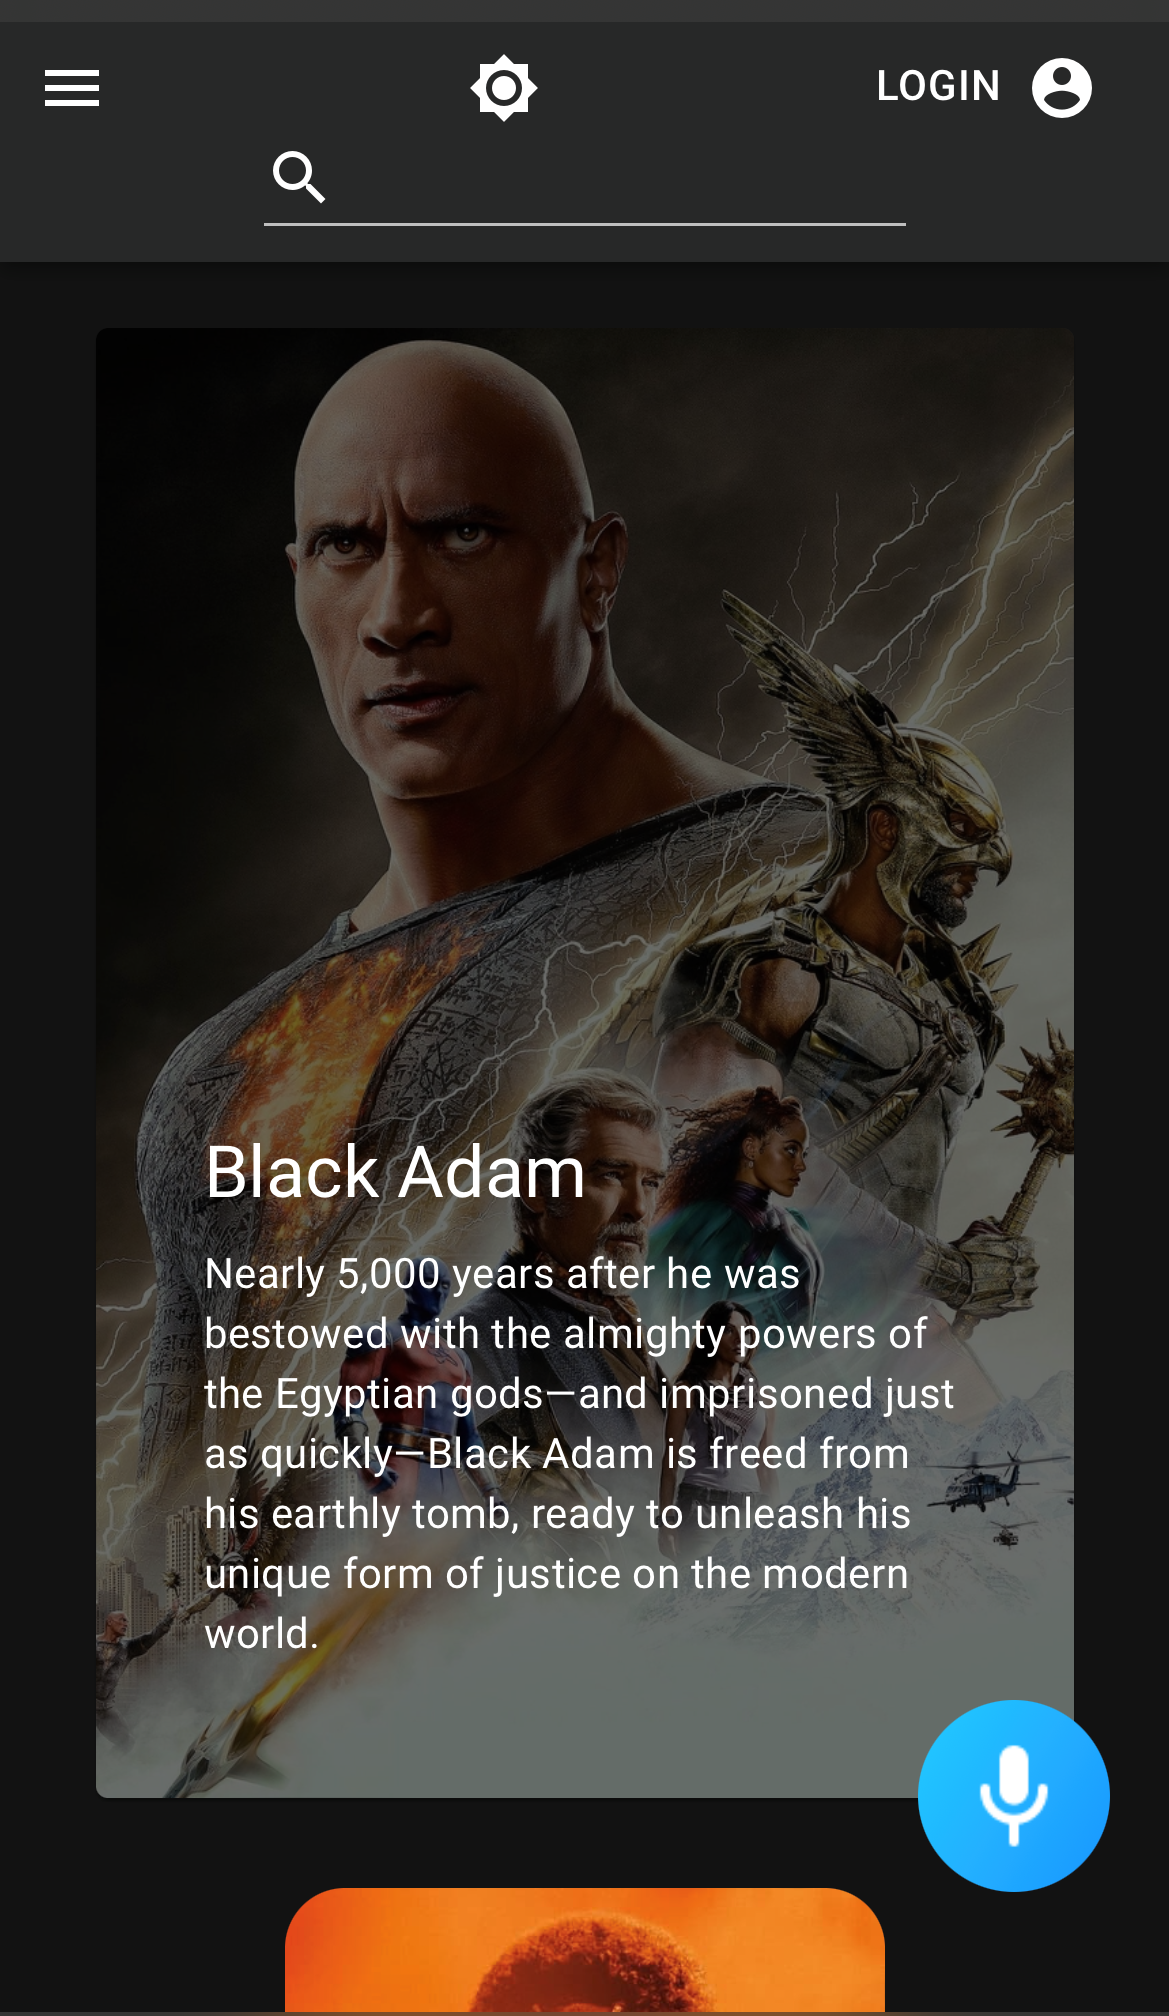 LOGIN
Black Adam
Nearly 5,000 years after he was
bestowed with the almighty powers of
the Egyptian gods—and imprisoned just
as quickly—Black Adam is freed from
his earthly tomb, ready to unleash his
unique form of justice on the modern
world.